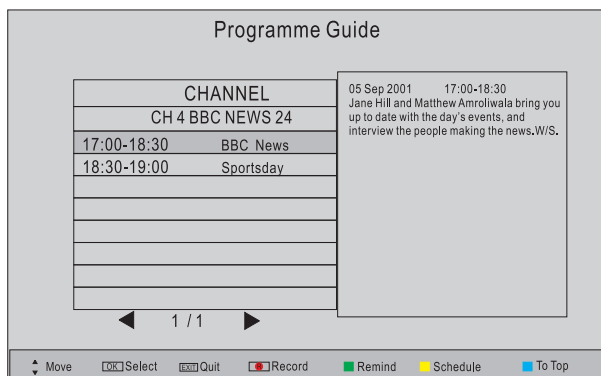 Programme Guide
CHANNEL
CH 4 BBC NEWS 24
17:00-18:30 BBC News
18:30-19:00 Sportsday
1 / 1
05 Sep 2001 17:00-18:30
Jane Hill and Matthew Amroliwala bring you
up to date with the day's events, and
interview the people making the news.W/S.
Move OK Select EXIT Quit Record Remind Schedule To Top